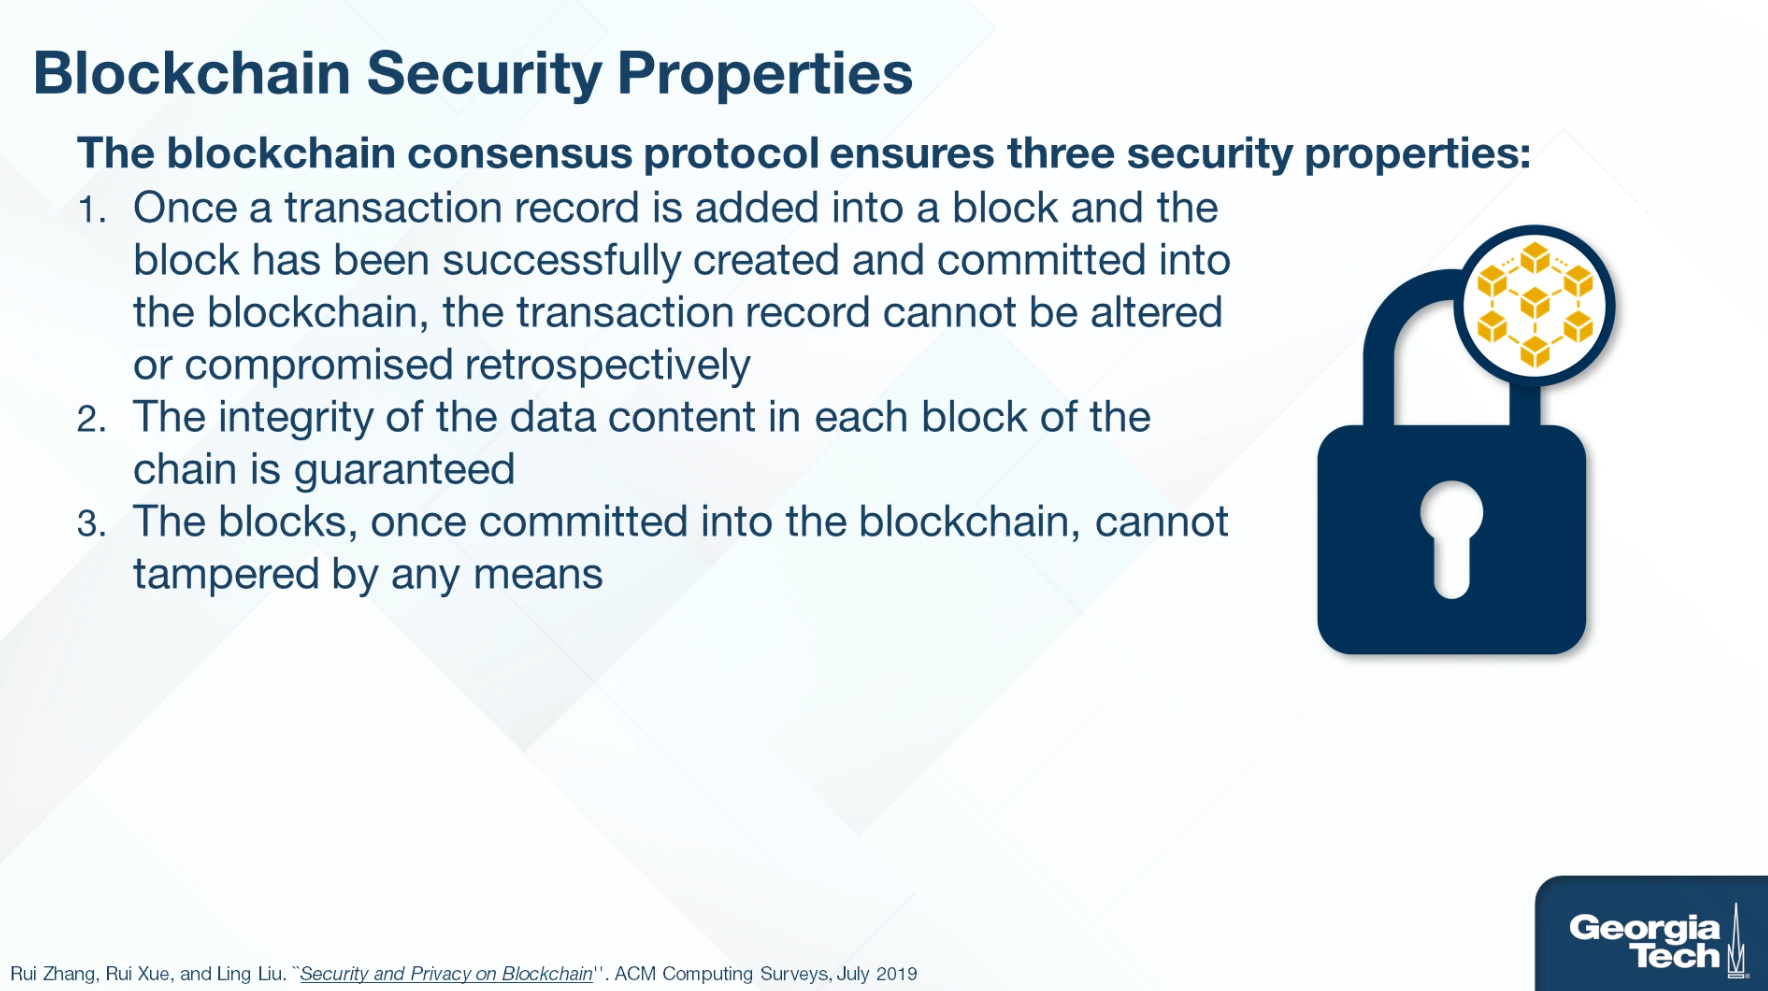 Blockchain Security Properties
The blockchain consensus protocol ensures three security properties:
1. Once a transaction record is added into a block and the
block has been successfully created and committed into
the blockchain, the transaction record cannot be altered
or compromised retrospectively
2. The integrity of the data content in each block of the
chain is guaranteed
3. The blocks, once committed into the blockchain, cannot
tampered by any means
Georgia
Tech
Rui Zhang, Rui Xue, and Ling Liu. ``Security and Privacy on Blockchain''. ACM Computing Surveys, July 2019